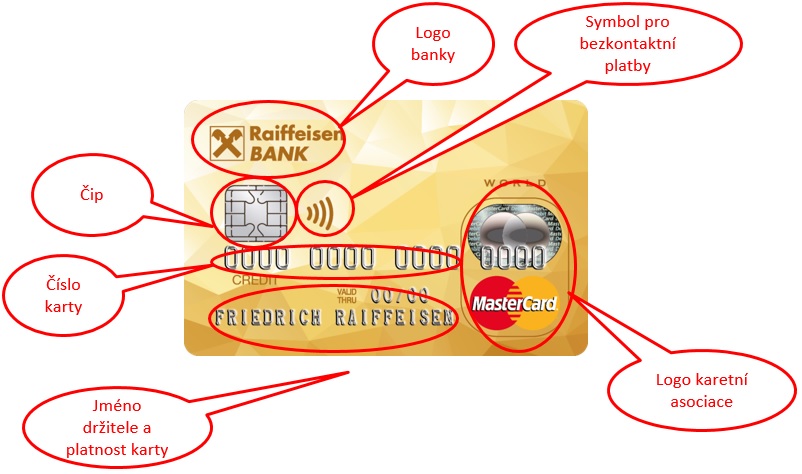 Logo
banky
Symbol pro
bezkontaktní
platby
Raiffeisen
BANK
Čip
WORLD
0000 0000 0000 0000
Číslo
karty
CREDIT
VALID
THRU
00/00
MasterCard
FRIEDRICH RAIFFEISEN
Logo karetní
asociace
Jméno
držitele a
platnost karty